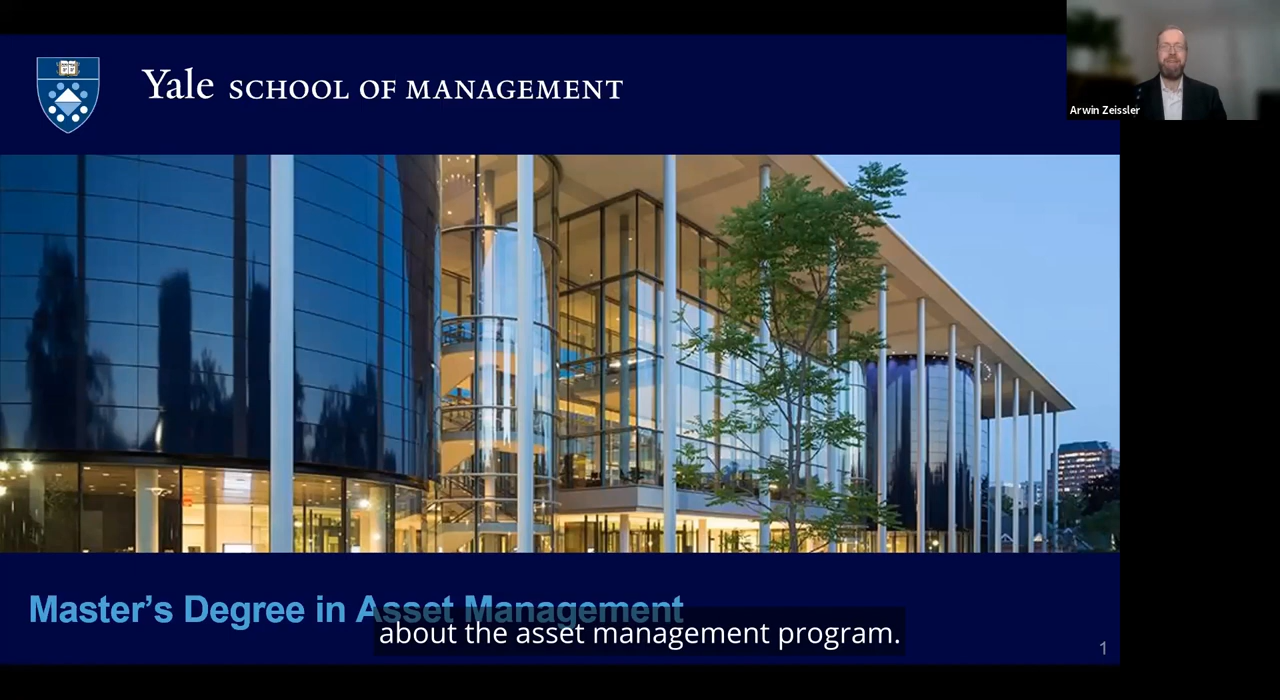 Yale SCHOOL OF MANAGEMENT
Arwin Zeissler
Master's Degree in Asset Management
about the asset management program.
1